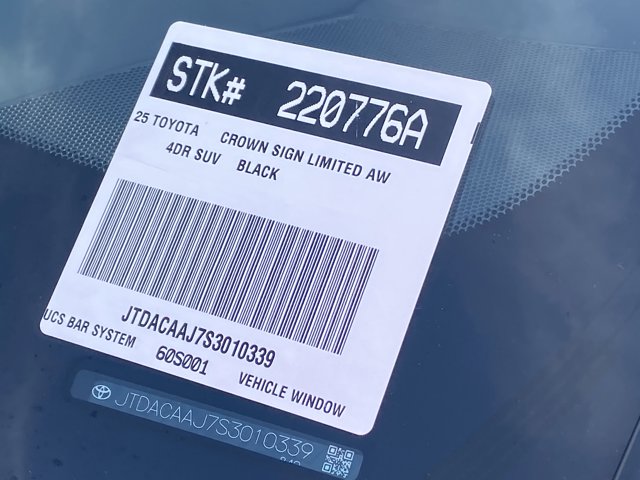 STK# 220776A
25 TOYOTA CROWN SIGN LIMITED AW
4DR SUV BLACK
JTDACAAJ7S3010339
UCS BAR SYSTEM 60S001 VEHICLE WINDOW
JTDACAAJ7S3010339